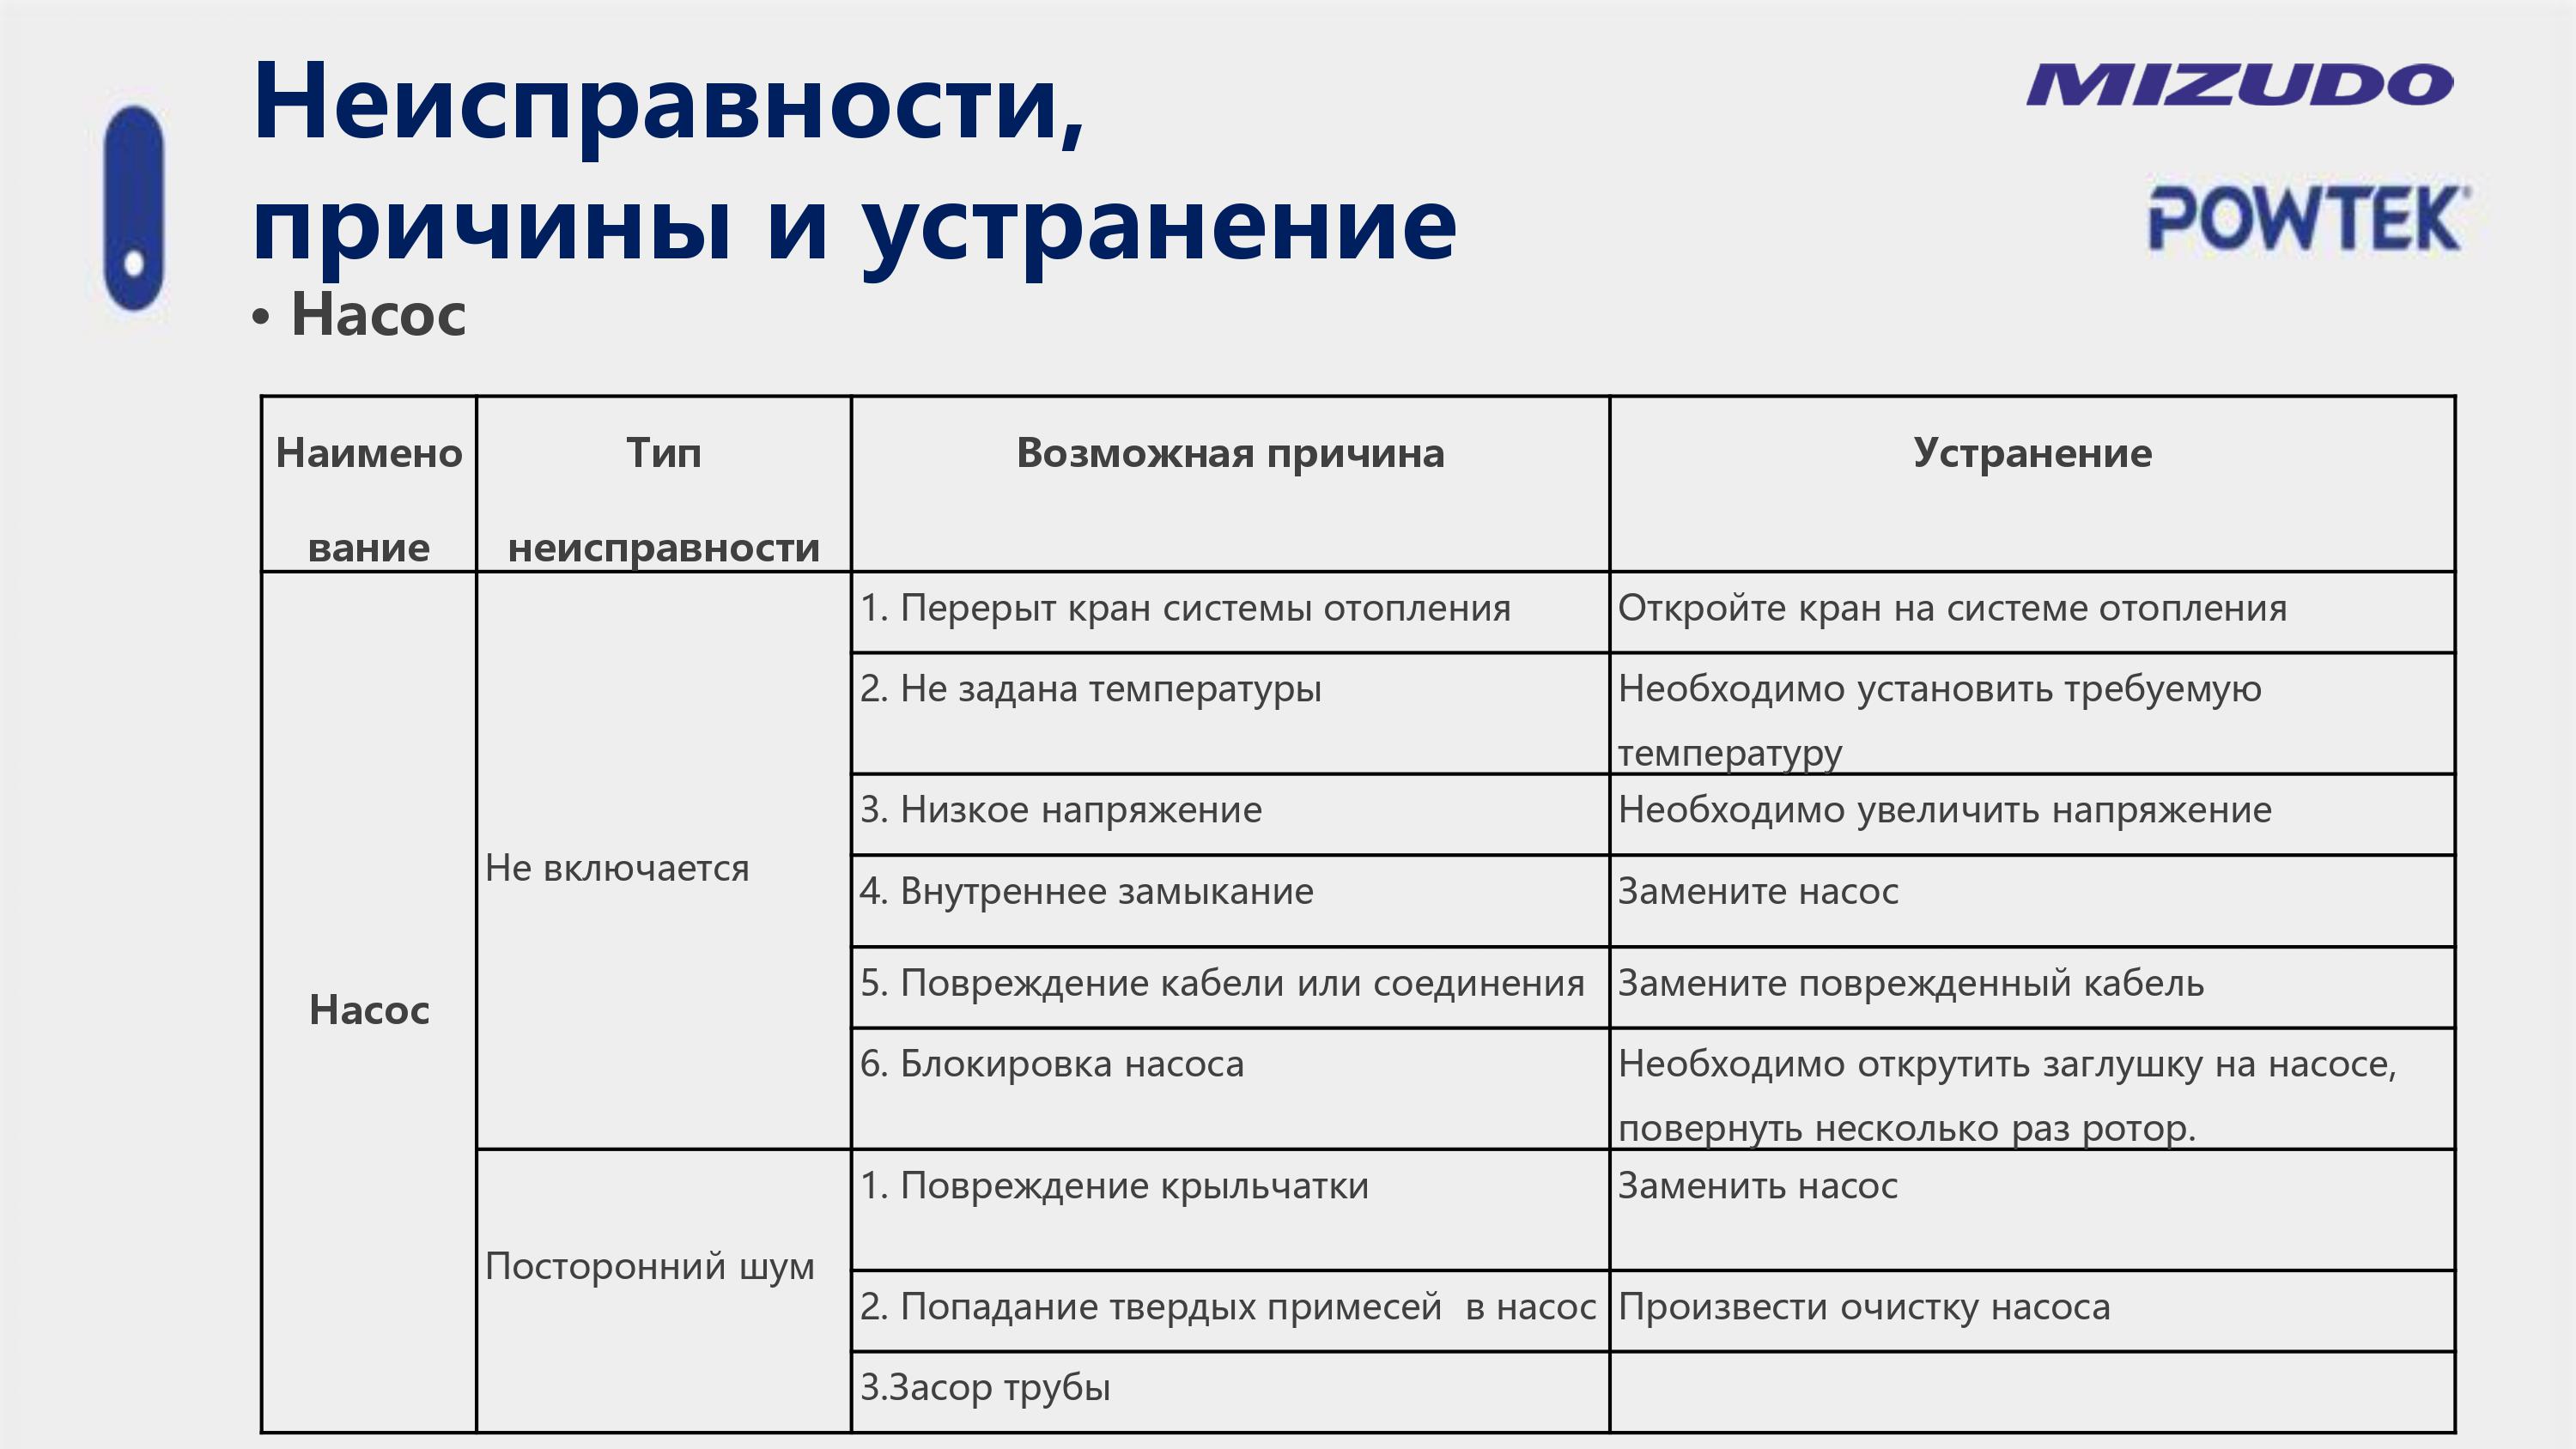 Неисправности,
причины и устранение
MIZUDO
POWTEK®
• Насос
Наимено
вание
Тип
неисправности
Возможная причина
Устранение
Насос
Не включается
1. Перерыт кран системы отопления
Откройте кран на системе отопления
2. Не задана температуры
Необходимо установить требуемую
температуру
3. Низкое напряжение
Необходимо увеличить напряжение
4. Внутреннее замыкание
Замените насос
5. Повреждение кабели или соединения
Замените поврежденный кабель
6. Блокировка насоса
Необходимо открутить заглушку на насосе,
повернуть несколько раз ротор.
Посторонний шум
1. Повреждение крыльчатки
Заменить насос
2. Попадание твердых примесей  в насос
Произвести очистку насоса
3.Засор трубы